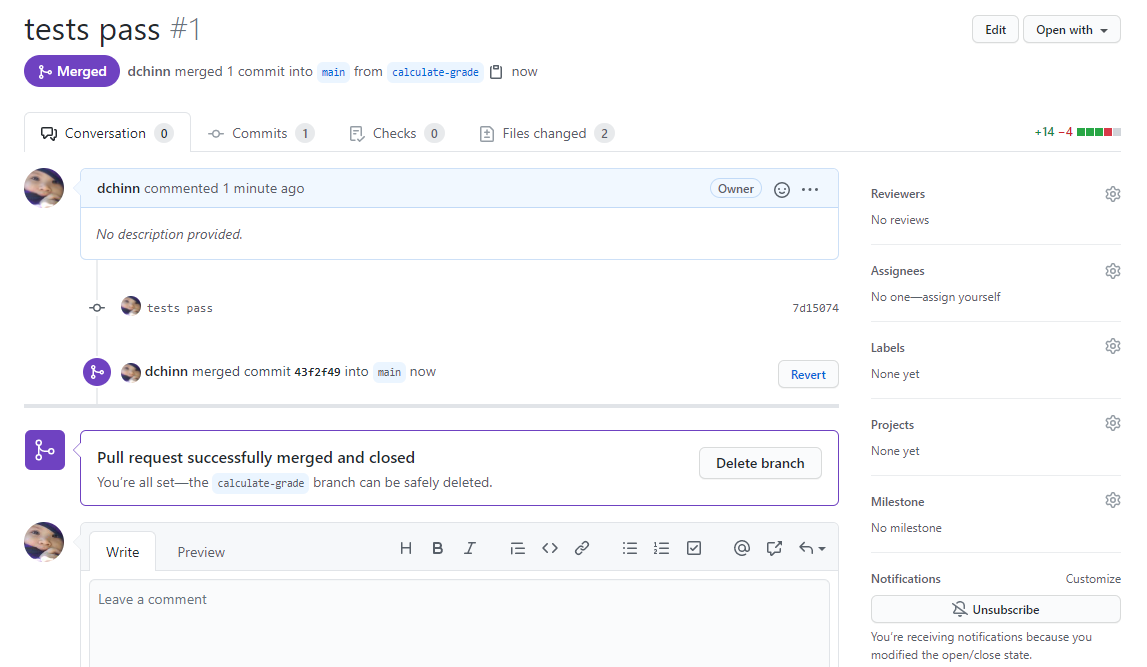 tests pass #1
Edit
Open with
Merged
dchinn merged 1 commit into main from calculate-grade now
Conversation 0
Commits 1
Checks 0
Files changed 2
+14 −4
dchinn commented 1 minute ago
Owner
No description provided.
tests pass
7d15074
dchinn merged commit 43f2f49 into main now
Revert
Pull request successfully merged and closed
You're all set—the calculate-grade branch can be safely deleted.
Delete branch
Write
Preview
Leave a comment
Reviewers
No reviews
Assignees
No one—assign yourself
Labels
None yet
Projects
None yet
Milestone
No milestone
Notifications
Customize
Unsubscribe
You're receiving notifications because you
modified the open/close state.